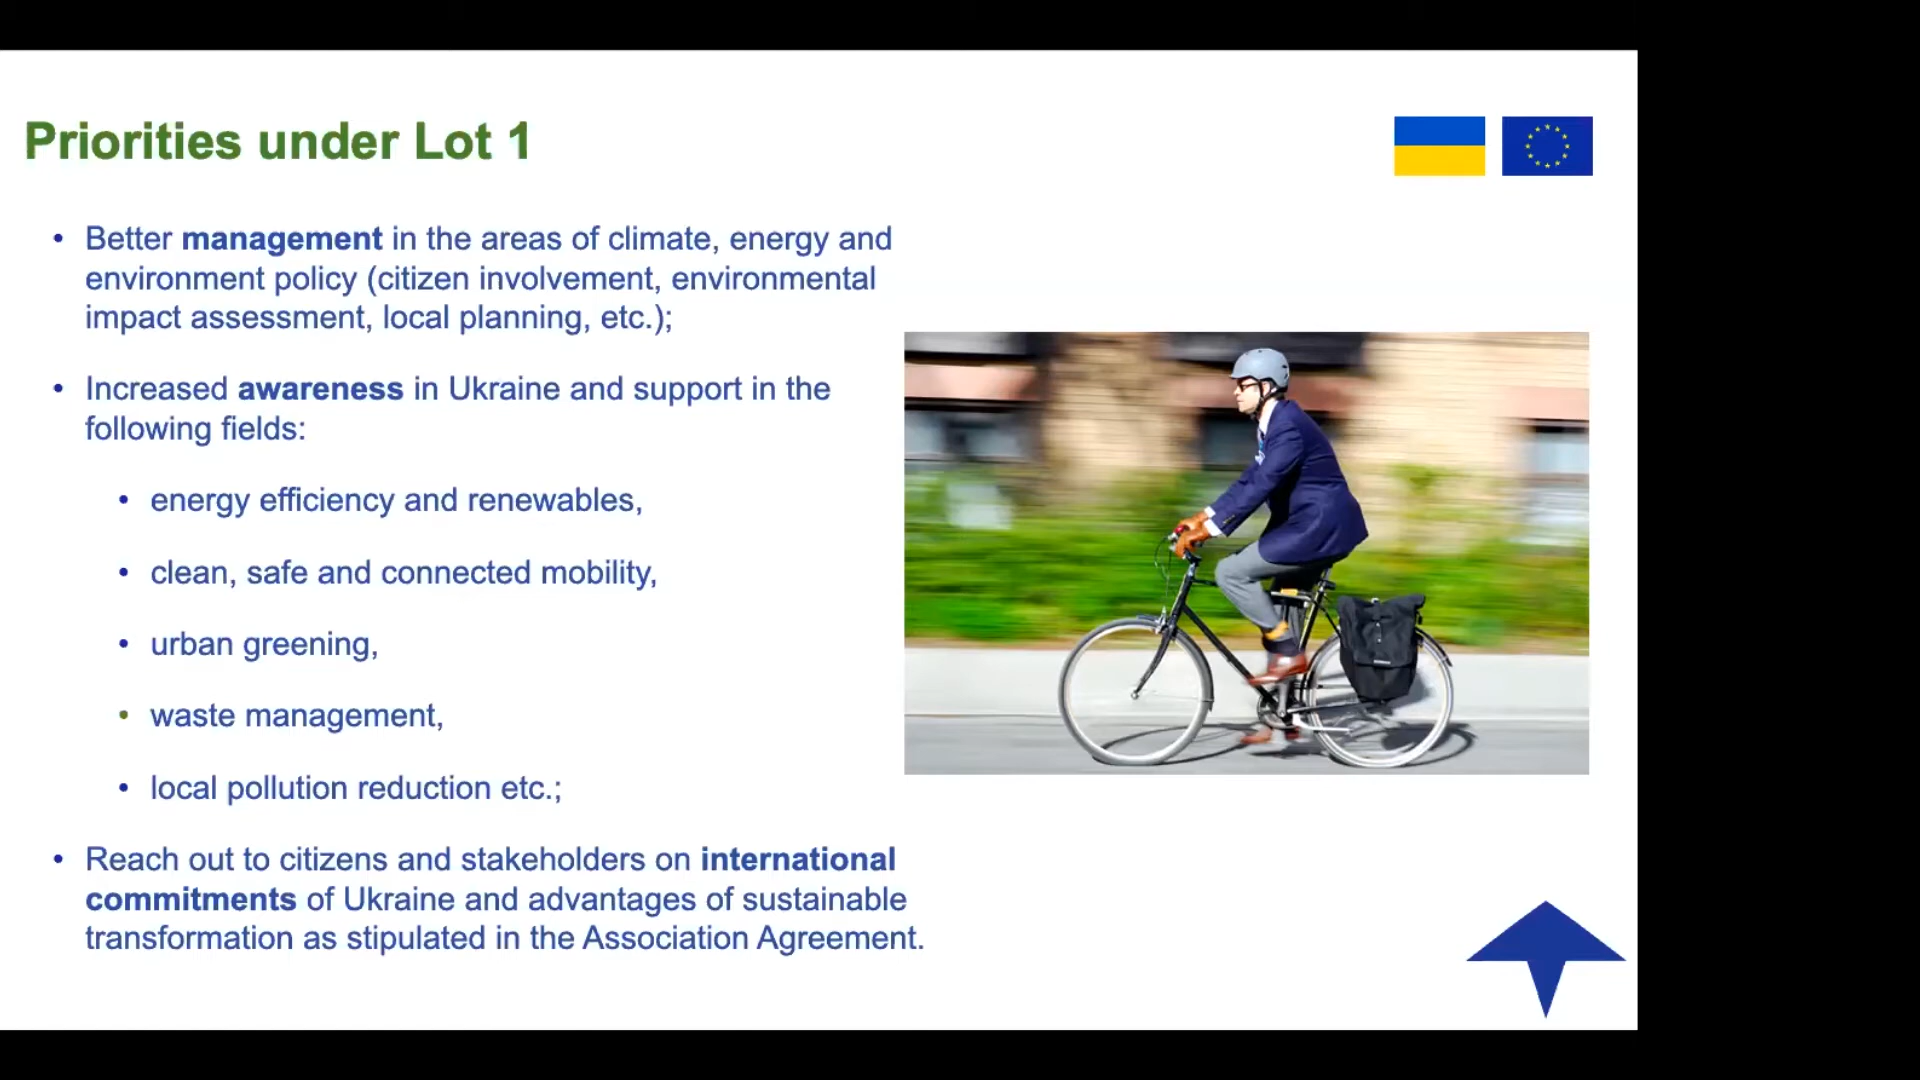 Priorities under Lot 1
• Better management in the areas of climate, energy and
environment policy (citizen involvement, environmental
impact assessment, local planning, etc.);
• Increased awareness in Ukraine and support in the
following fields:
• energy efficiency and renewables,
• clean, safe and connected mobility,
• urban greening,
• waste management,
• local pollution reduction etc.;
• Reach out to citizens and stakeholders on international
commitments of Ukraine and advantages of sustainable
transformation as stipulated in the Association Agreement.